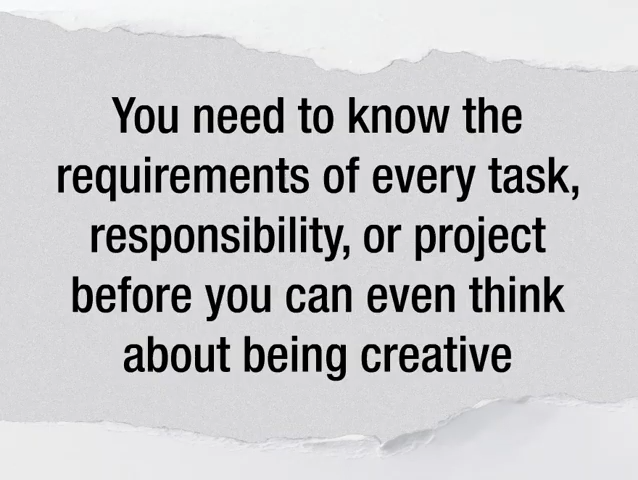 You need to know the
requirements of every task,
responsibility, or project
before you can even think
about being creative